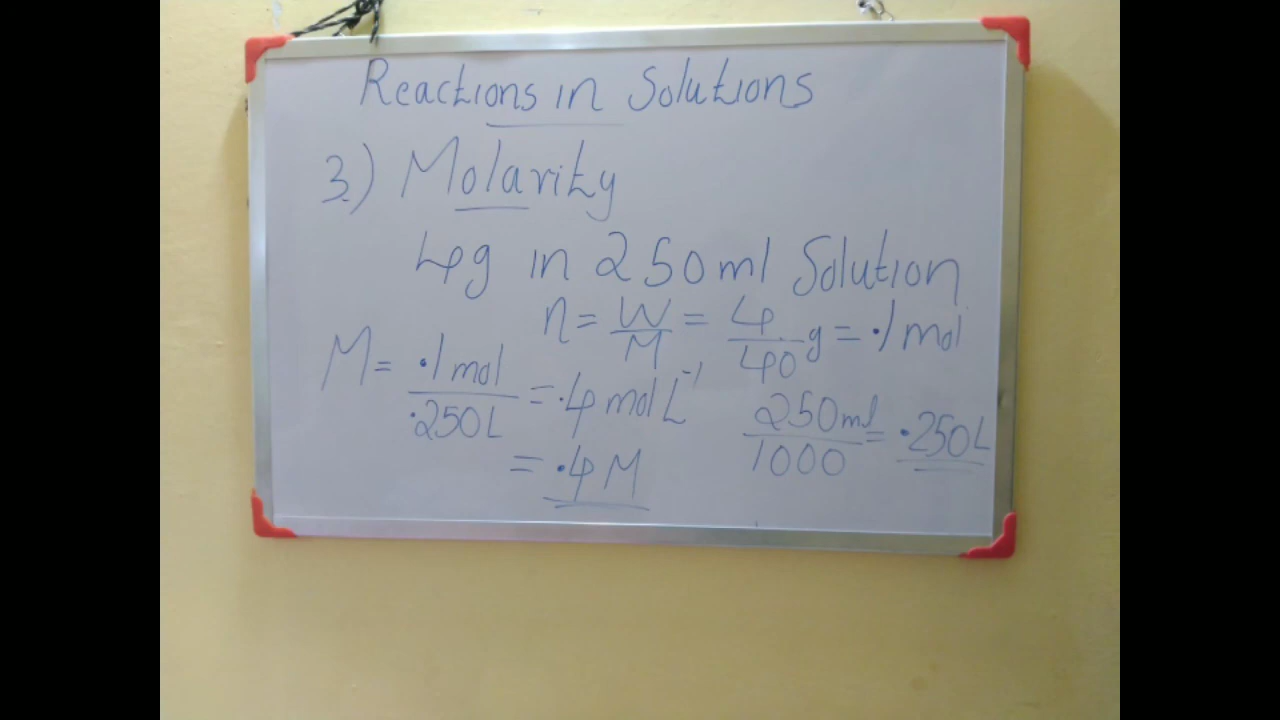 Reactions in Solutions
3.) Molarity
4g in 250ml Solution
n = W/M = 4/40 g = .1 mol
M = .1 mol/.250L = .4 mol L⁻¹
250ml/1000 = .250L
= .4 M